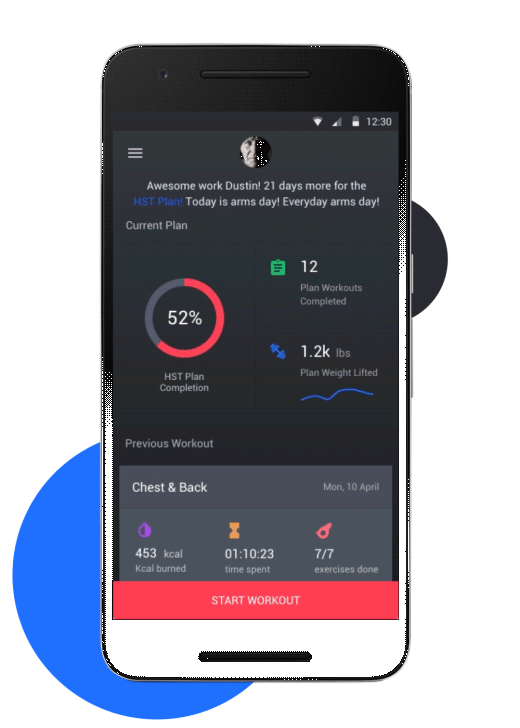 12:30
Awesome work Dustin! 21 days more for the
HST Plan! Today is arms day! Everyday arms day!
Current Plan
52%
HST Plan
Completion
12
Plan Workouts
Completed
1.2k lbs
Plan Weight Lifted
Previous Workout
Chest & Back
Mon, 10 April
453 kcal
Kcal burned
01:10:23
time spent
7/7
exercises done
START WORKOUT